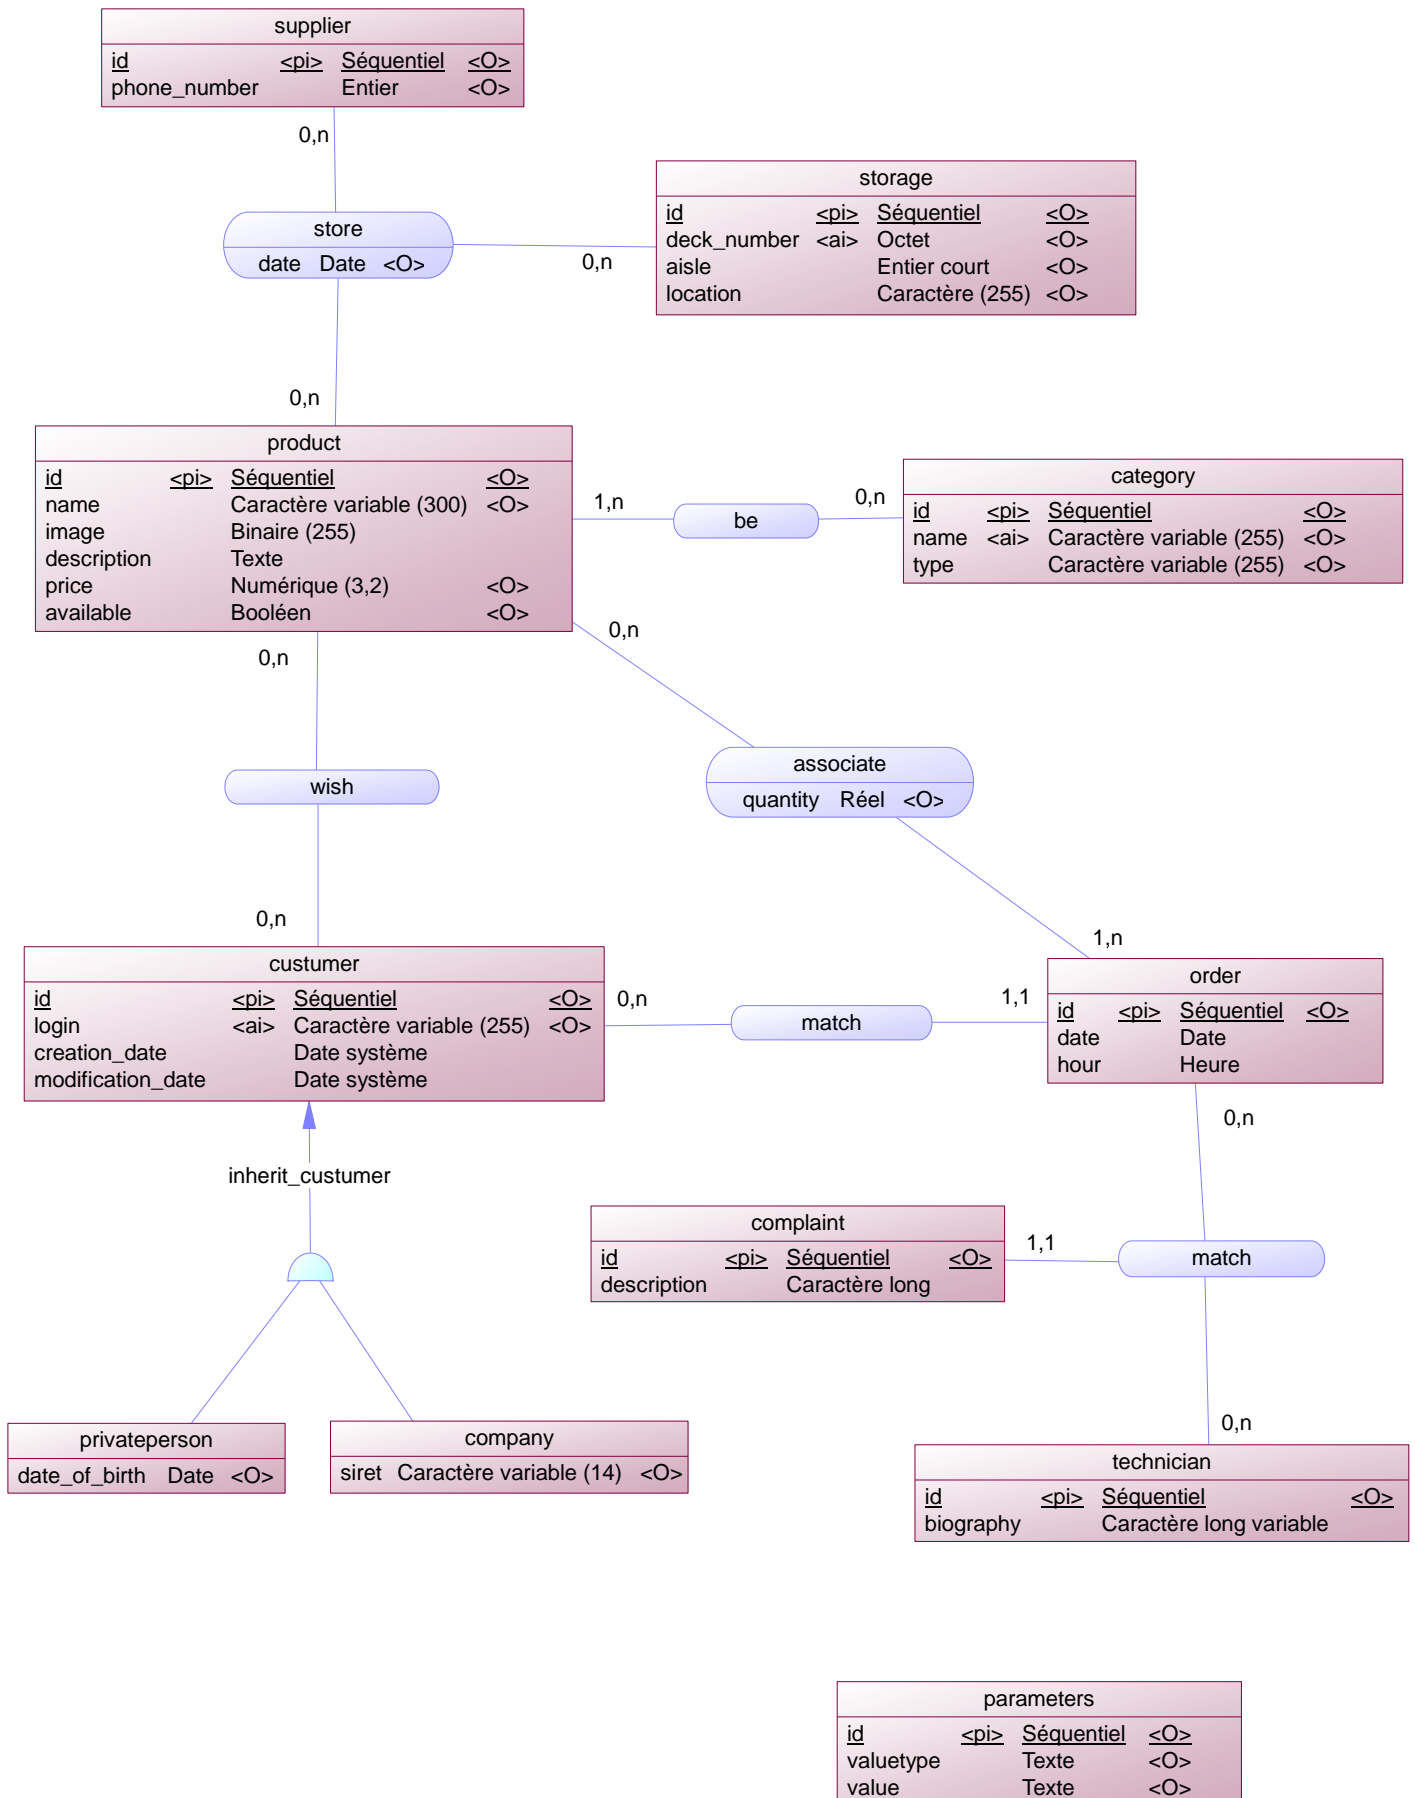 supplier
id <pi> Séquentiel <O>
phone_number Entier <O>
0,n
storage
id <pi> Séquentiel <O>
deck_number <ai> Octet <O>
aisle Entier court <O>
location Caractère (255) <O>
store
date Date <O>
0,n
0,n
product
id <pi> Séquentiel <O>
name Caractère variable (300) <O>
image Binaire (255)
description Texte
price Numérique (3,2) <O>
available Booléen <O>
1,n
be
0,n
category
id <pi> Séquentiel <O>
name <ai> Caractère variable (255) <O>
type Caractère variable (255) <O>
0,n
0,n
wish
associate
quantity Réel <O>
0,n
1,n
custumer
id <pi> Séquentiel <O>
login <ai> Caractère variable (255) <O>
creation_date Date système
modification_date Date système
0,n
match
1,1
order
id <pi> Séquentiel <O>
date Date
hour Heure
0,n
inherit_custumer
complaint
id <pi> Séquentiel <O>
description Caractère long
1,1
match
0,n
privateperson
date_of_birth Date <O>
company
siret Caractère variable (14) <O>
technician
id <pi> Séquentiel <O>
biography Caractère long variable
parameters
id <pi> Séquentiel <O>
valuetype Texte <O>
value Texte <O>